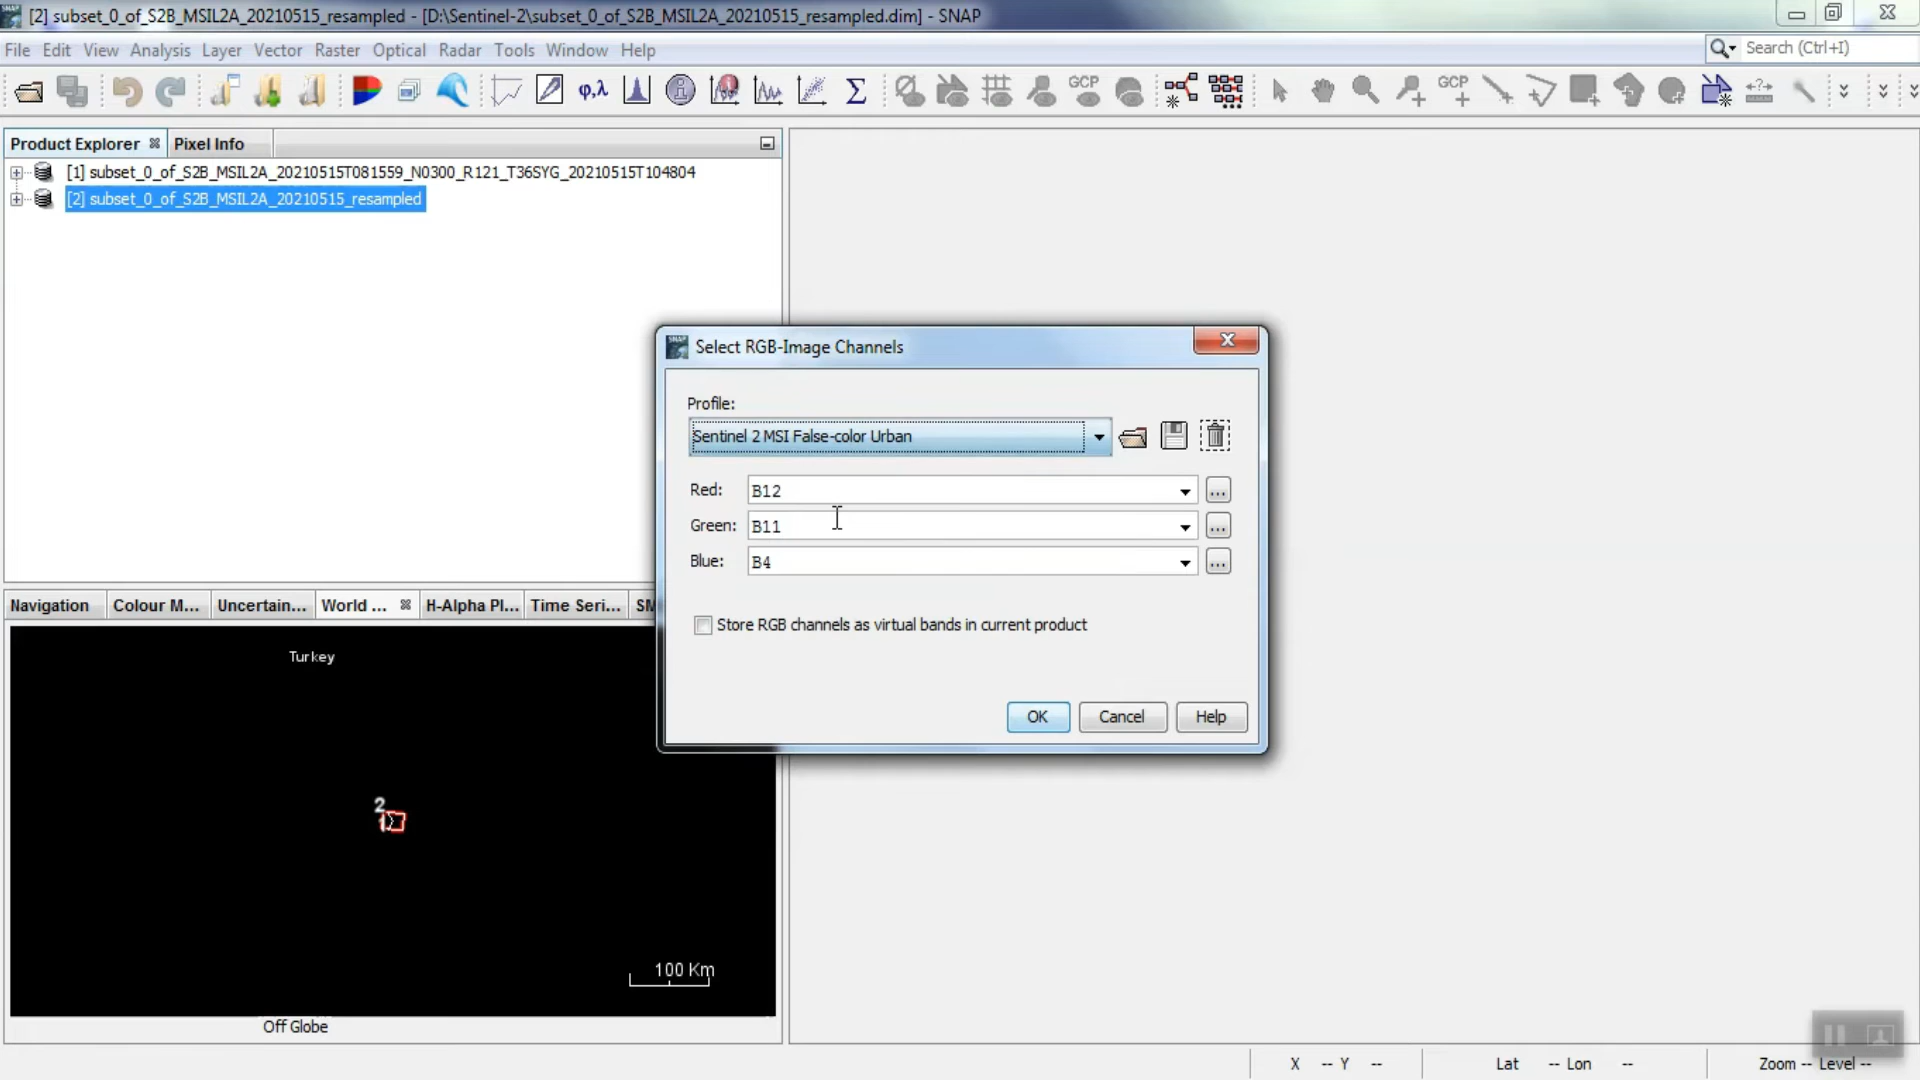 [2] subset_0_of_S2B_MSIL2A_20210515_resampled - [D:\Sentinel-2\subset_0_of_S2B_MSIL2A_20210515_resampled.dim] - SNAP
File Edit View Analysis Layer Vector Raster Optical Radar Tools Window Help
Search (Ctrl+I)
φ,λ GCP GCP
Product Explorer Pixel Info
[1] subset_0_of_S2B_MSIL2A_20210515T081559_N0300_R121_T36SYG_20210515T104804
[2] subset_0_of_S2B_MSIL2A_20210515_resampled
SNAP
Select RGB-Image Channels
Profile:
Sentinel 2 MSI False-color Urban
Red: B12 ...
Green: B11 ...
Blue: B4 ...
Store RGB channels as virtual bands in current product
OK Cancel Help
Navigation Colour M... Uncertain... World ... H-Alpha Pl... Time Seri... SM
Turkey
2
1
100 Km
Off Globe
X -- Y -- Lat -- Lon -- Zoom -- Level --